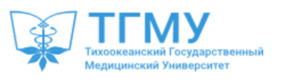 ТГМУ
Тихоокеанский Государственный
Медицинский Университет